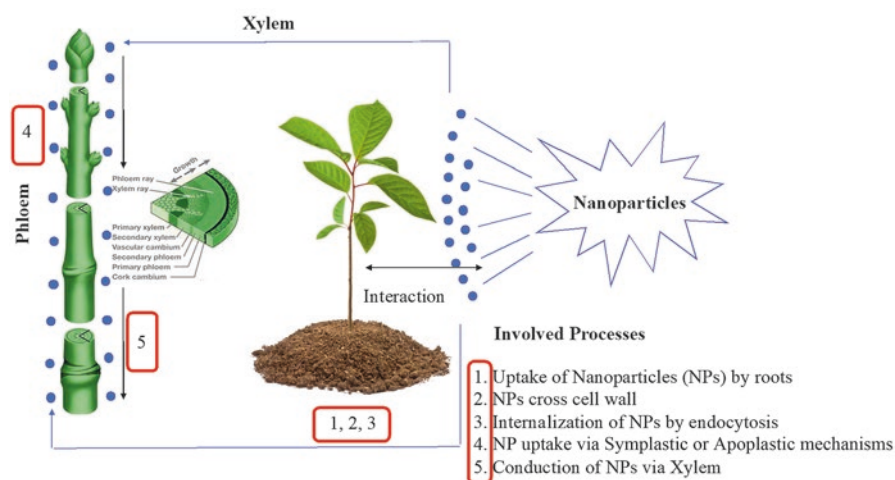 Xylem
4
Phloem
Growth
Phloem ray
Xylem ray
Primary xylem
Secondary xylem
Vascular cambium
Secondary phloem
Primary phloem
Cork cambium
5
Nanoparticles
Interaction
1, 2, 3
Involved Processes
1. Uptake of Nanoparticles (NPs) by roots
2. NPs cross cell wall
3. Internalization of NPs by endocytosis
4. NP uptake via Symplastic or Apoplastic mechanisms
5. Conduction of NPs via Xylem